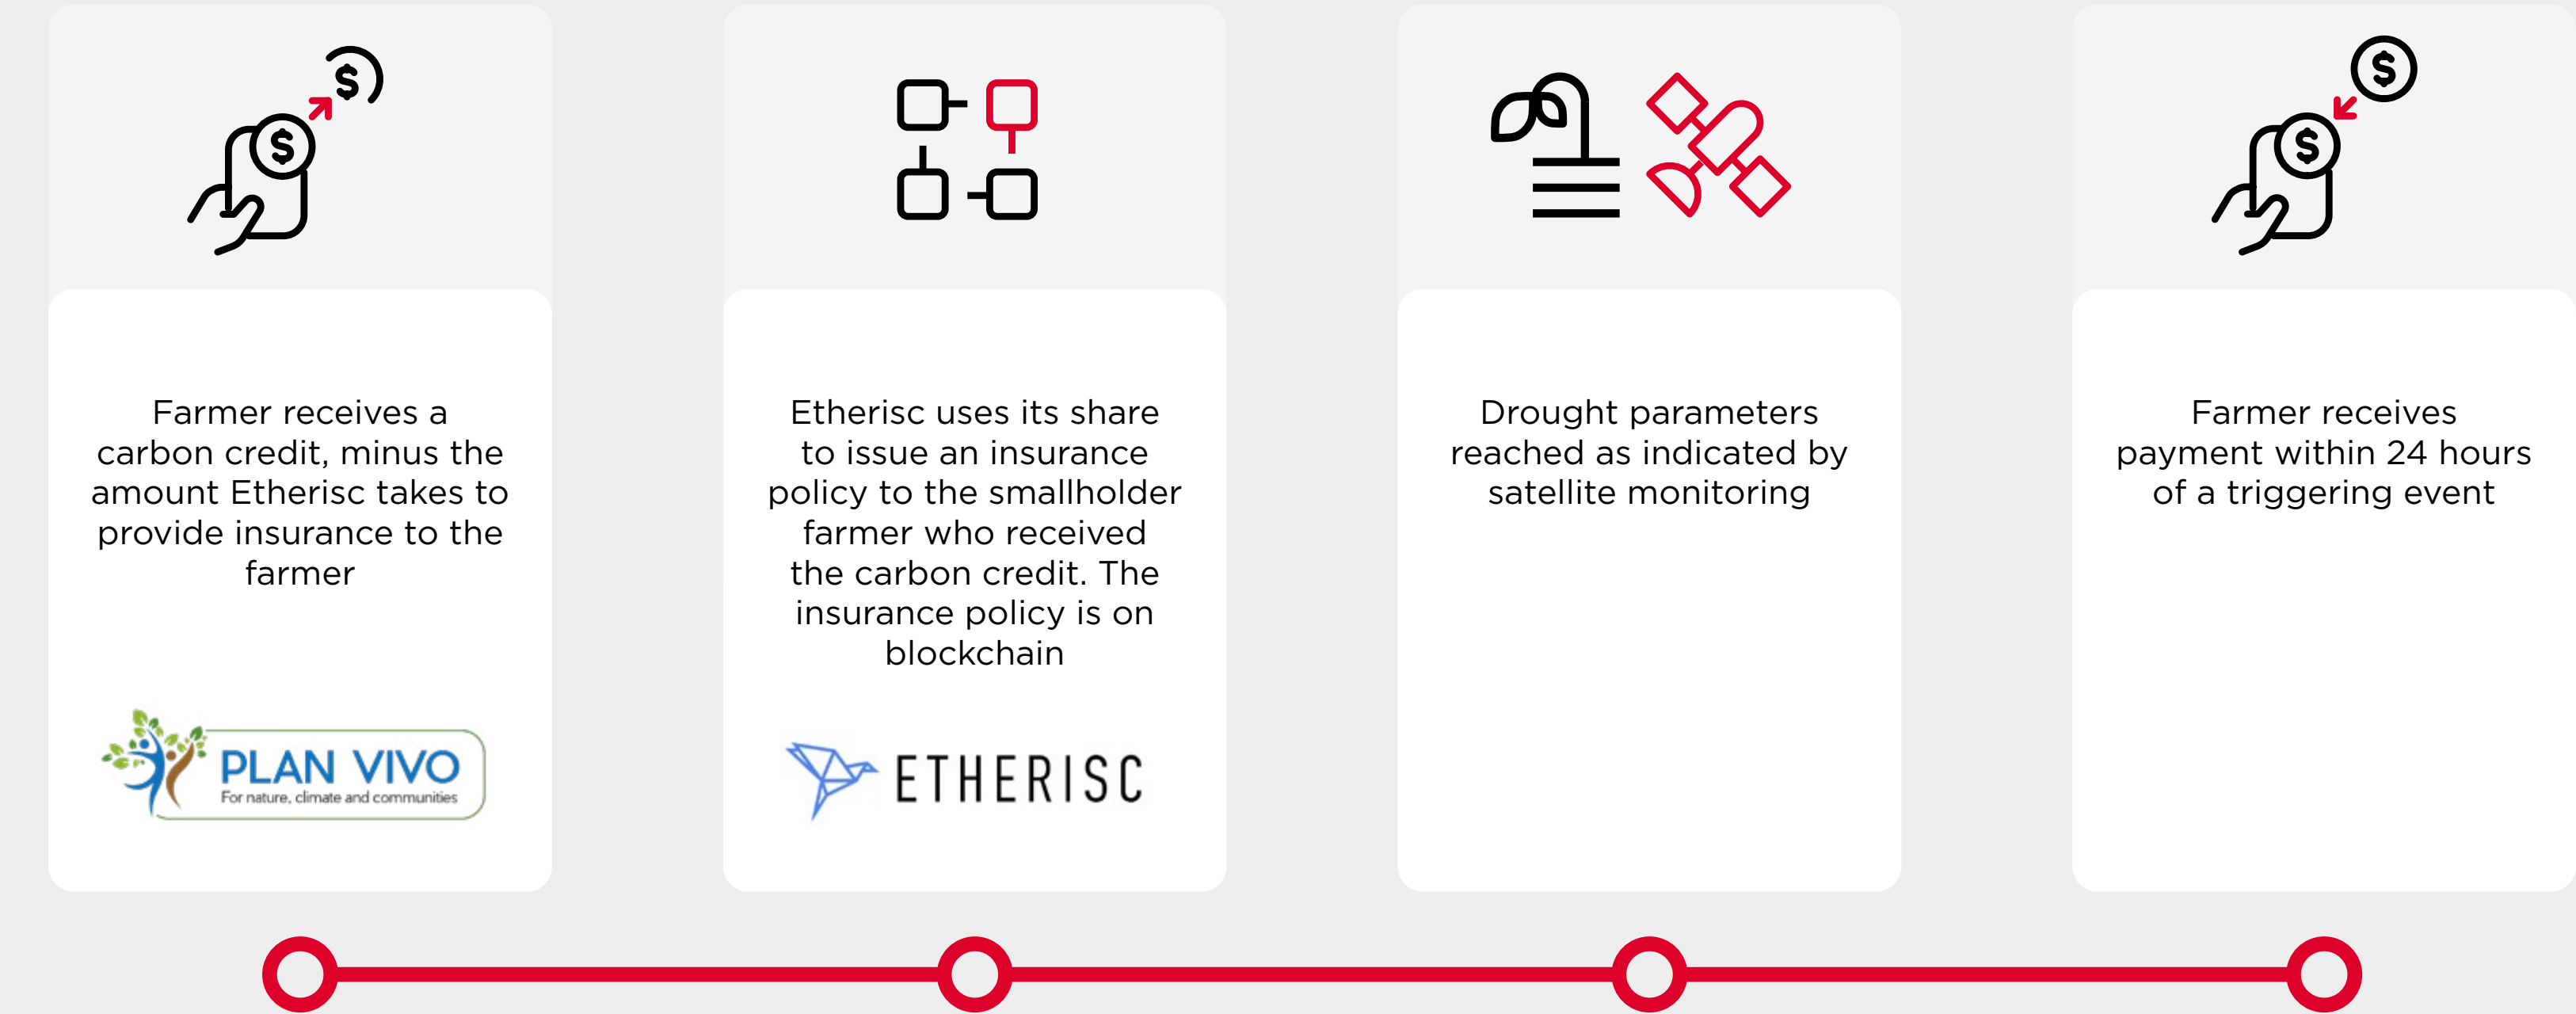 Farmer receives a
carbon credit, minus the
amount Etherisc takes to
provide insurance to the
farmer
PLAN VIVO
For nature, climate and communities
Etherisc uses its share
to issue an insurance
policy to the smallholder
farmer who received
the carbon credit. The
insurance policy is on
blockchain
ETHERISC
Drought parameters
reached as indicated by
satellite monitoring
Farmer receives
payment within 24 hours
of a triggering event